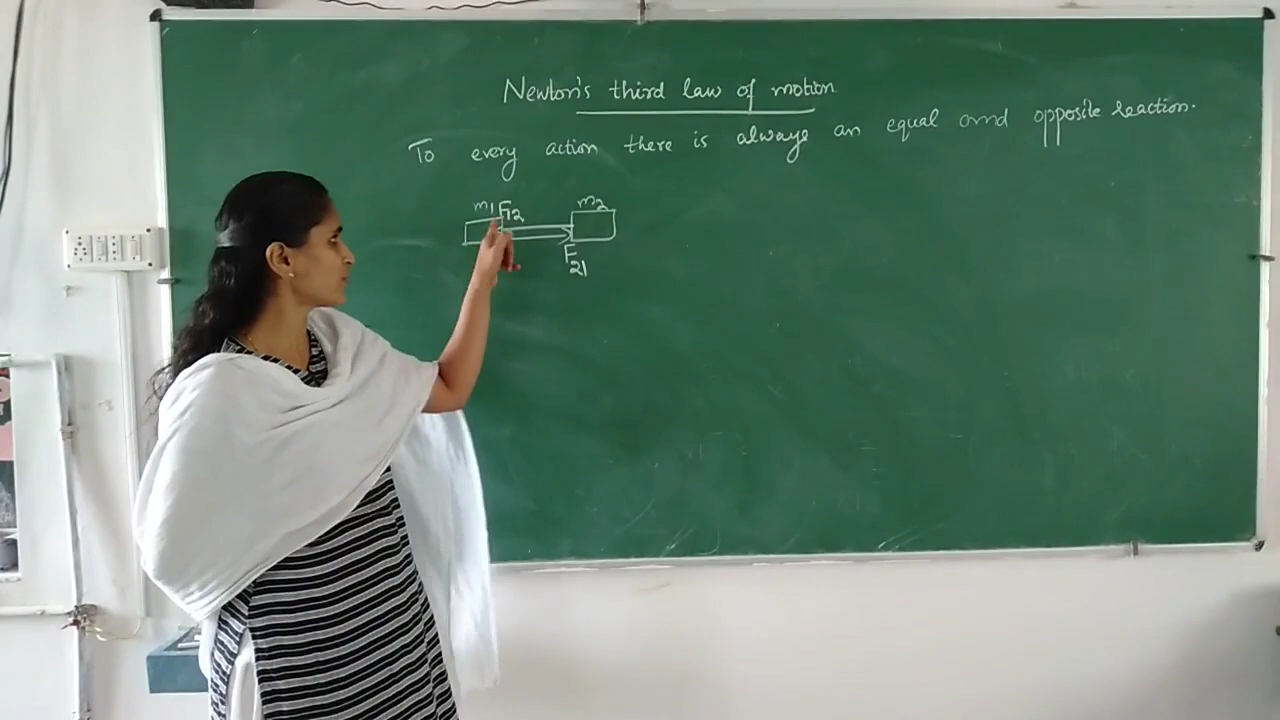 Newton's third law of motion
To every action there is always an equal and opposite reaction.
m1 F12 m2
F21